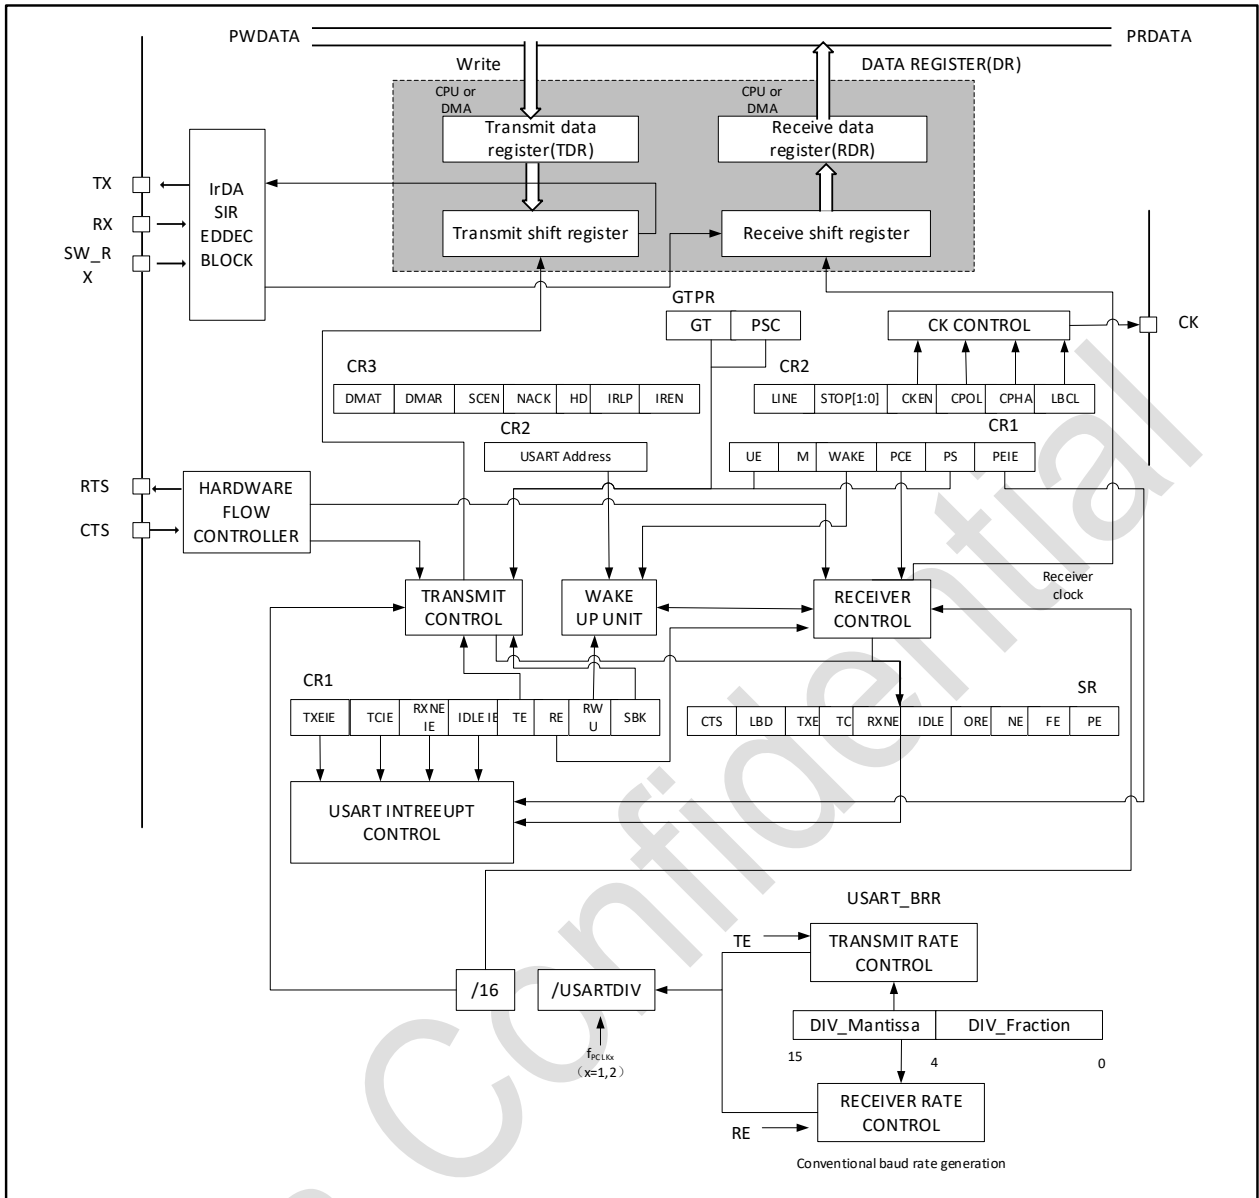 PWDATA
PRDATA
Write
DATA REGISTER(DR)
CPU or
DMA
CPU or
DMA
Transmit data
register(TDR)
Receive data
register(RDR)
TX
RX
SW_R
X
IrDA
SIR
EDDEC
BLOCK
Transmit shift register
Receive shift register
GTPR
GT
PSC
CK CONTROL
CK
CR3
CR2
DMAT
DMAR
SCEN
NACK
HD
IRLP
IREN
LINE
STOP[1:0]
CKEN
CPOL
CPHA
LBCL
CR2
CR1
USART Address
UE
M
WAKE
PCE
PS
PEIE
RTS
CTS
HARDWARE
FLOW
CONTROLLER
TRANSMIT
CONTROL
WAKE
UP UNIT
RECEIVER
CONTROL
Receiver
clock
CR1
SR
TXEIE
TCIE
RXNE
IE
IDLE IE
TE
RE
RW
U
SBK
CTS
LBD
TXE
TC
RXNE
IDLE
ORE
NE
FE
PE
USART INTREEUPT
CONTROL
USART_BRR
TE
TRANSMIT RATE
CONTROL
/16
/USARTDIV
DIV_Mantissa
DIV_Fraction
15
4
0
fPCLKx
(x=1,2)
RECEIVER RATE
CONTROL
RE
Conventional baud rate generation
Confidential